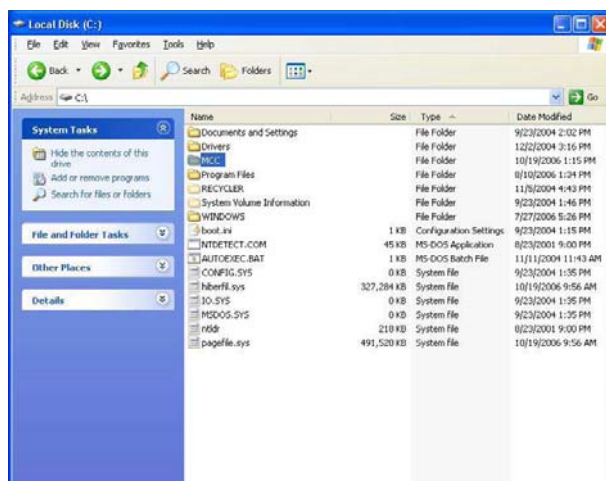 Local Disk (C:)
File Edit View Favorites Tools Help
Back Search Folders
Address C:\ Go
Name Size Type Date Modified
System Tasks
Hide the contents of this
drive
Add or remove programs
Search for files or folders
File and Folder Tasks
Other Places
Details
Documents and Settings File Folder 9/23/2004 2:02 PM
Drivers File Folder 12/2/2004 3:16 PM
MCC File Folder 10/19/2006 1:15 PM
Program Files File Folder 8/10/2006 1:34 PM
RECYCLER File Folder 11/5/2004 4:43 PM
System Volume Information File Folder 9/23/2004 1:46 PM
WINDOWS File Folder 7/27/2006 5:26 PM
boot.ini 1 KB Configuration Settings 9/23/2004 1:15 PM
NTDETECT.COM 45 KB MS-DOS Application 8/23/2001 9:00 PM
AUTOEXEC.BAT 1 KB MS-DOS Batch File 11/11/2004 11:43 AM
CONFIG.SYS 0 KB System file 9/23/2004 1:35 PM
hiberfil.sys 327,284 KB System file 10/19/2006 9:56 AM
IO.SYS 0 KB System file 9/23/2004 1:35 PM
MSDOS.SYS 0 KB System file 9/23/2004 1:35 PM
ntldr 218 KB System file 8/23/2001 9:00 PM
pagefile.sys 491,520 KB System file 10/19/2006 9:56 AM